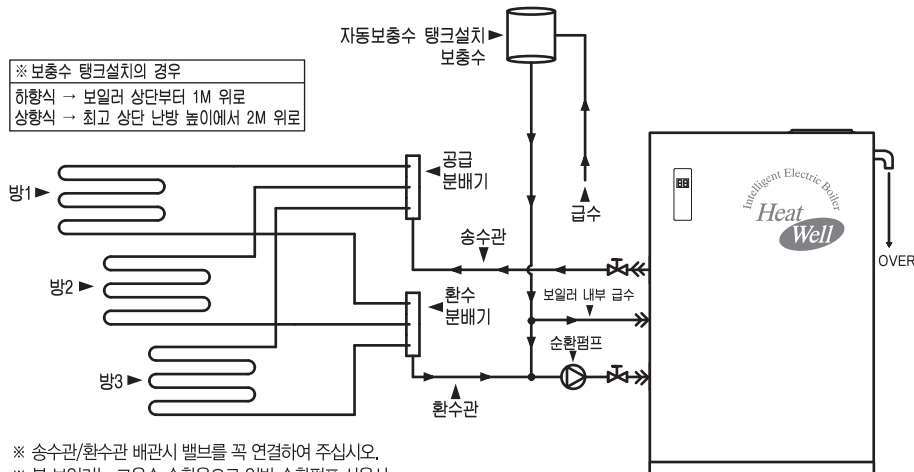 자동보충수 탱크설치
보충수
※ 보충수 탱크설치의 경우
하향식 → 보일러 상단부터 1M 위로
상향식 → 최고 상단 난방 높이에서 2M 위로
공급
분배기
방1
급수
Intelligent Electric Boiler
Heat
Well
송수관
OVER
방2
환수
분배기
보일러 내부 급수
순환펌프
방3
환수관
※ 송수관/환수관 배관시 밸브를 꼭 연결하여 주십시오.